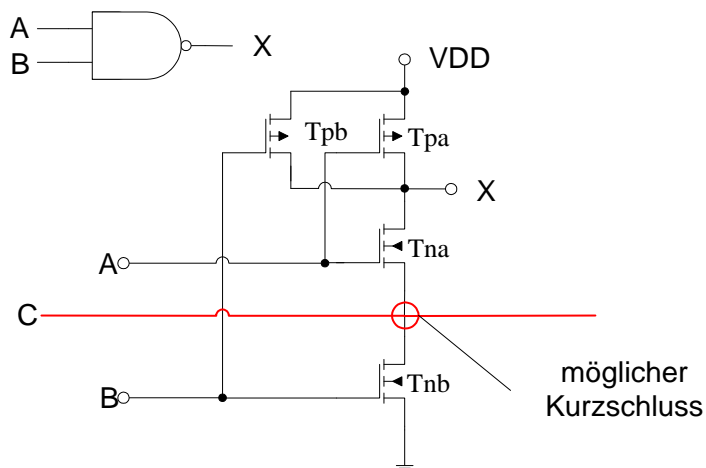 A
B
X
VDD
Tpb
Tpa
X
Tna
A
C
Tnb
B
möglicher
Kurzschluss